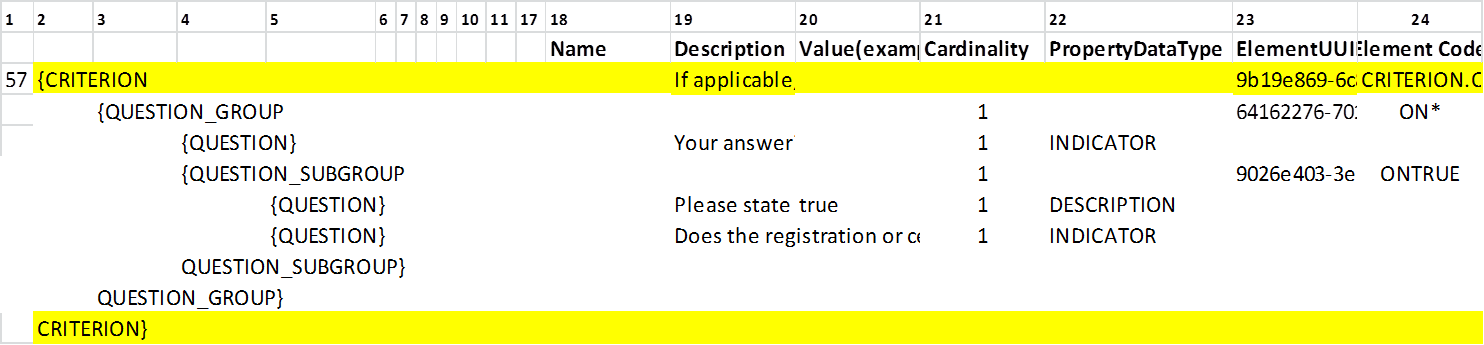 1 2 3 4 5 6 7 8 9 10 11 17 18 19 20 21 22 23 24
Name Description Value(examp Cardinality PropertyDataType ElementUUI Element Code
57 {CRITERION If applicable, 9b19e869-6c CRITERION.C
{QUESTION_GROUP 1 64162276-70 ON*
{QUESTION} Your answer 1 INDICATOR
{QUESTION_SUBGROUP 1 9026e403-3e ONTRUE
{QUESTION} Please state true 1 DESCRIPTION
{QUESTION} Does the registration or ce 1 INDICATOR
QUESTION_SUBGROUP}
QUESTION_GROUP}
CRITERION}